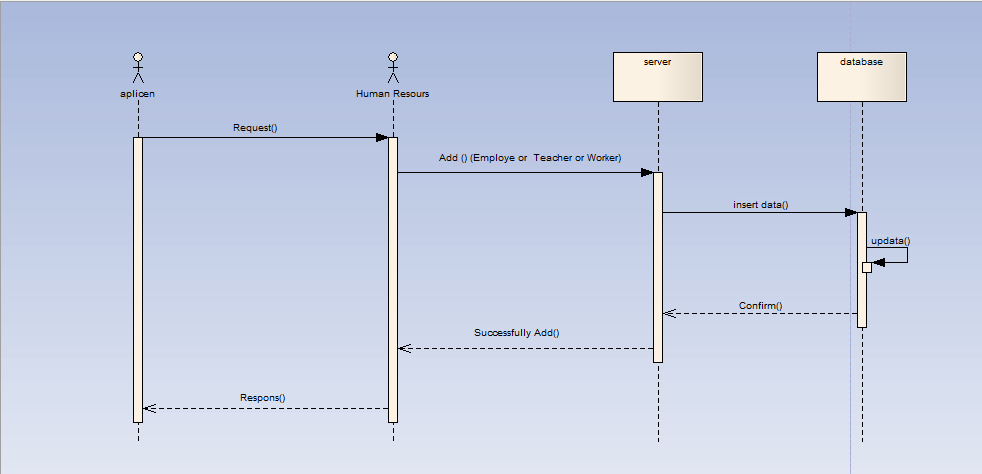 server
database
aplicen
Human Resours
Request()
Add () (Employe or  Teacher or Worker)
insert data()
updata()
Confirm()
Successfully Add()
Respons()